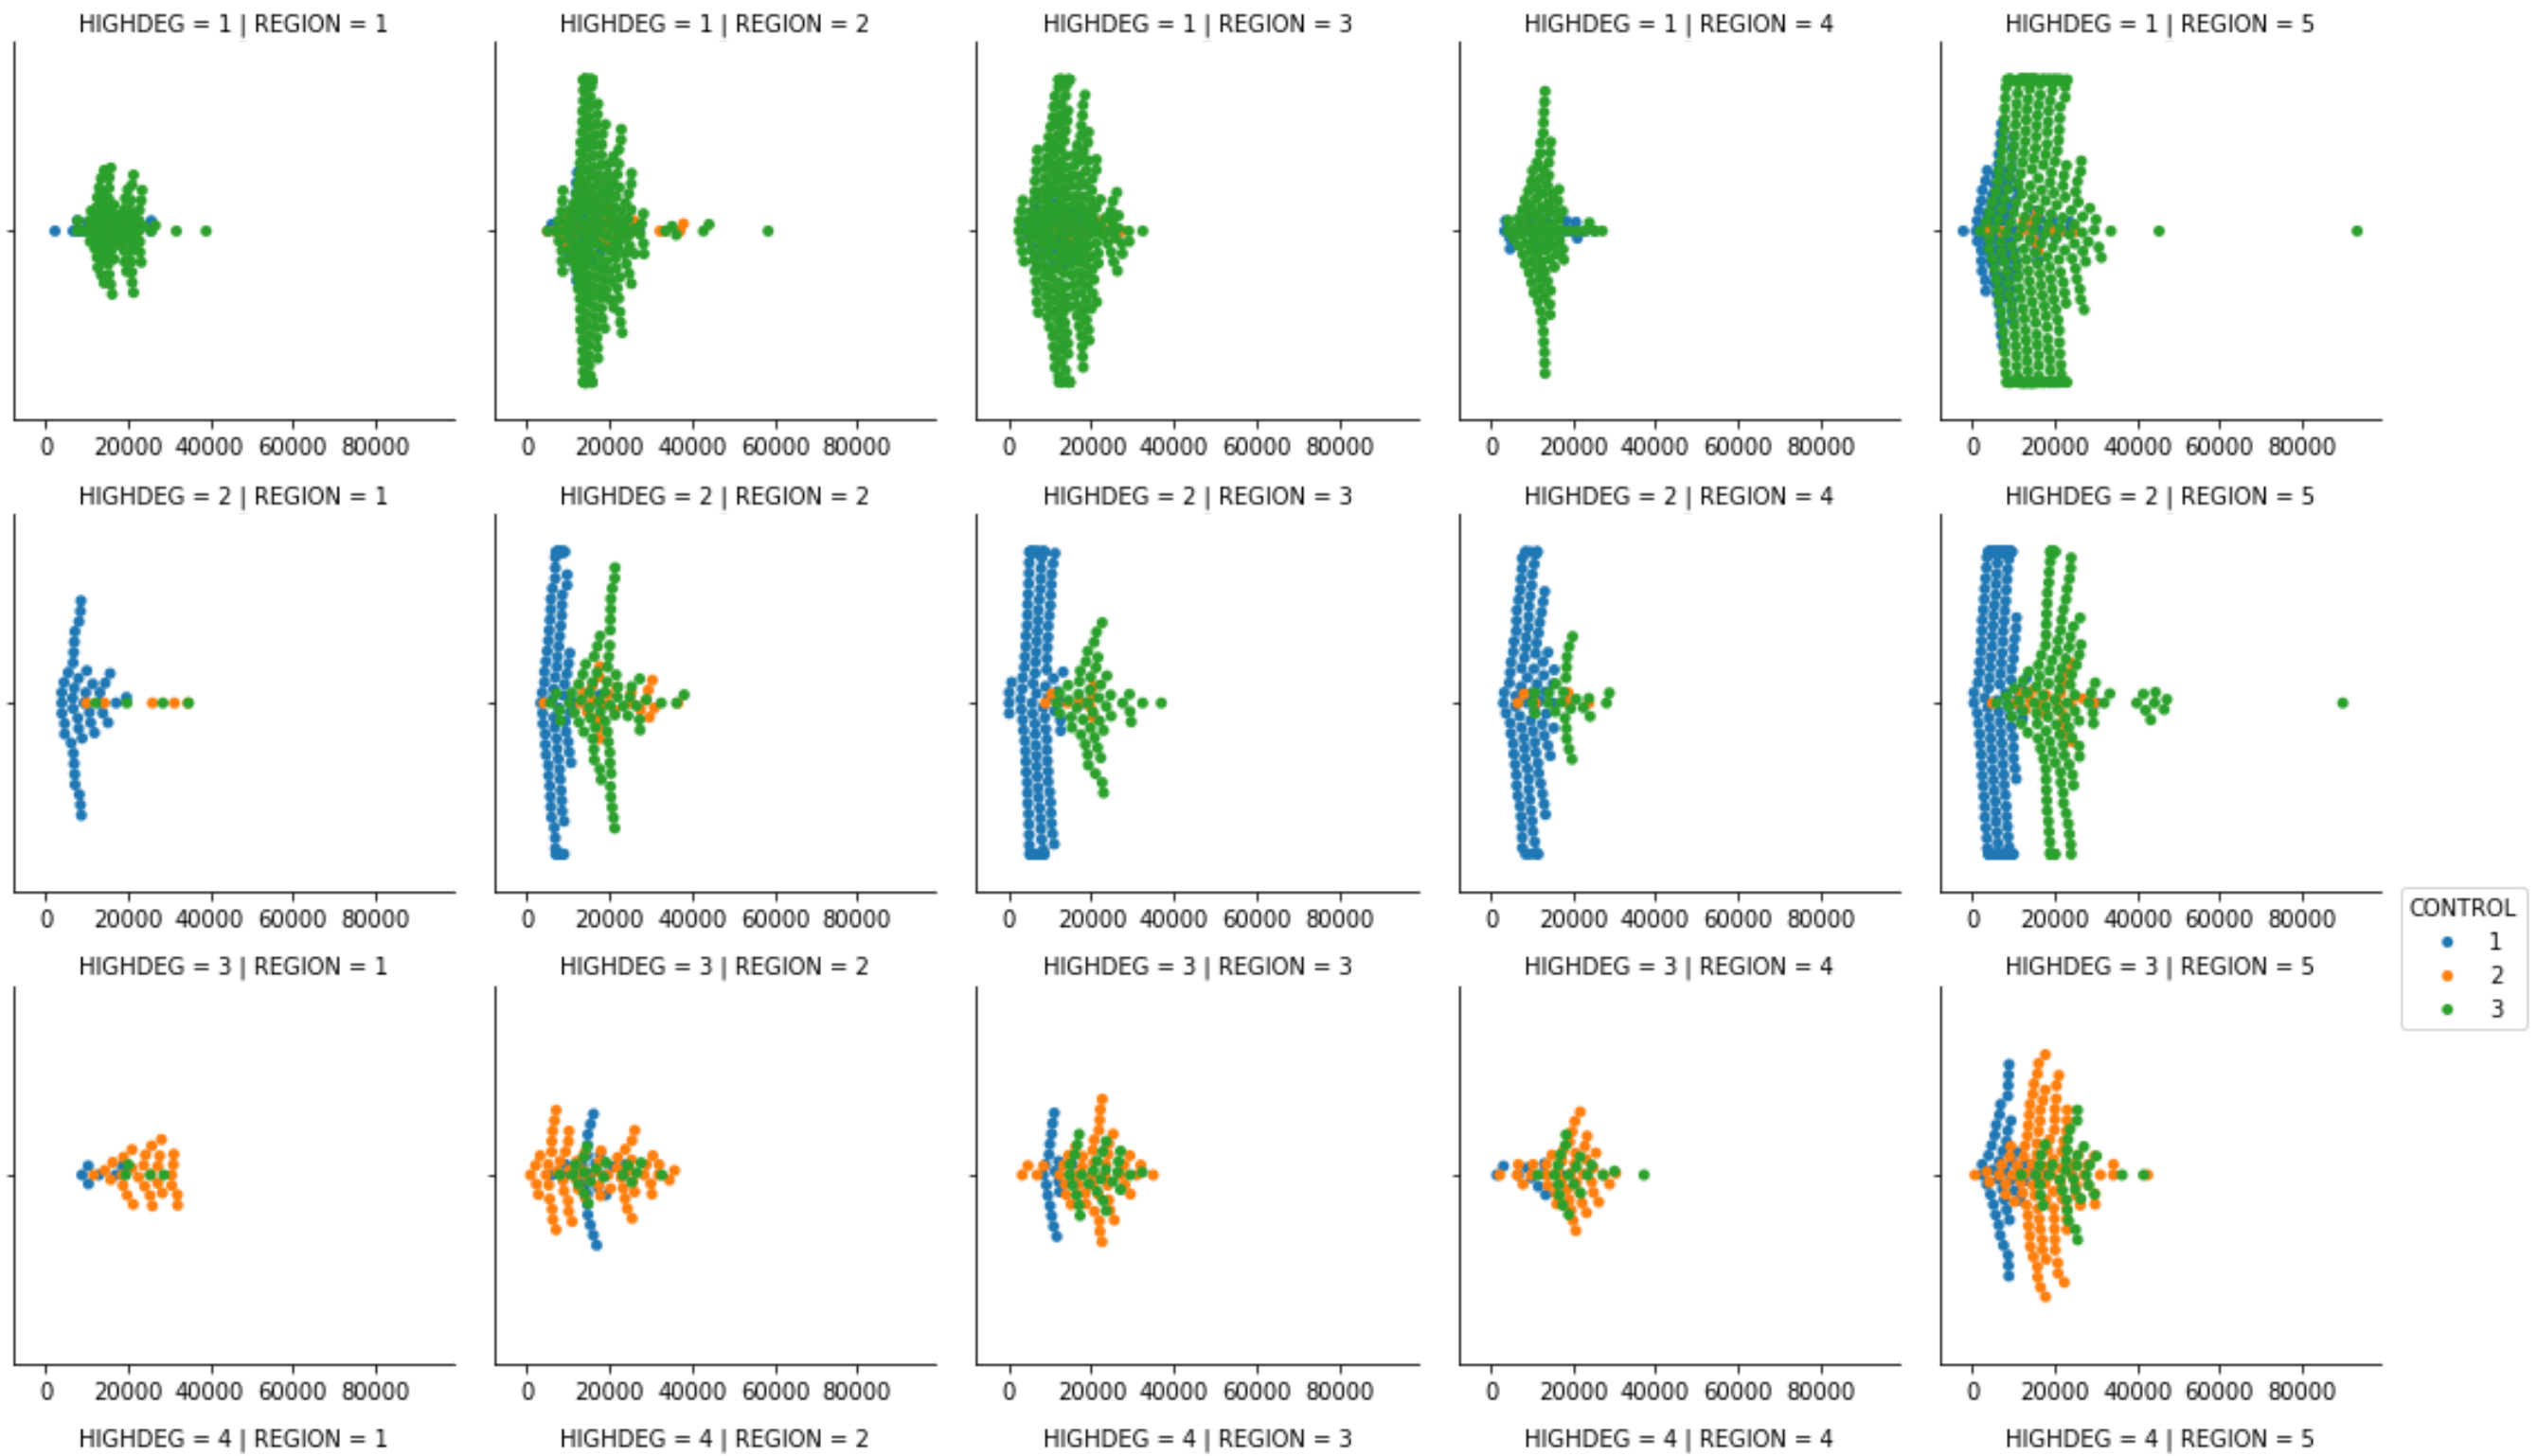 HIGHDEG = 1 | REGION = 1 HIGHDEG = 1 | REGION = 2 HIGHDEG = 1 | REGION = 3 HIGHDEG = 1 | REGION = 4 HIGHDEG = 1 | REGION = 5
0 20000 40000 60000 80000 0 20000 40000 60000 80000 0 20000 40000 60000 80000 0 20000 40000 60000 80000 0 20000 40000 60000 80000
HIGHDEG = 2 | REGION = 1 HIGHDEG = 2 | REGION = 2 HIGHDEG = 2 | REGION = 3 HIGHDEG = 2 | REGION = 4 HIGHDEG = 2 | REGION = 5
0 20000 40000 60000 80000 0 20000 40000 60000 80000 0 20000 40000 60000 80000 0 20000 40000 60000 80000 0 20000 40000 60000 80000
CONTROL
1
2
3
HIGHDEG = 3 | REGION = 1 HIGHDEG = 3 | REGION = 2 HIGHDEG = 3 | REGION = 3 HIGHDEG = 3 | REGION = 4 HIGHDEG = 3 | REGION = 5
0 20000 40000 60000 80000 0 20000 40000 60000 80000 0 20000 40000 60000 80000 0 20000 40000 60000 80000 0 20000 40000 60000 80000
HIGHDEG = 4 | REGION = 1 HIGHDEG = 4 | REGION = 2 HIGHDEG = 4 | REGION = 3 HIGHDEG = 4 | REGION = 4 HIGHDEG = 4 | REGION = 5